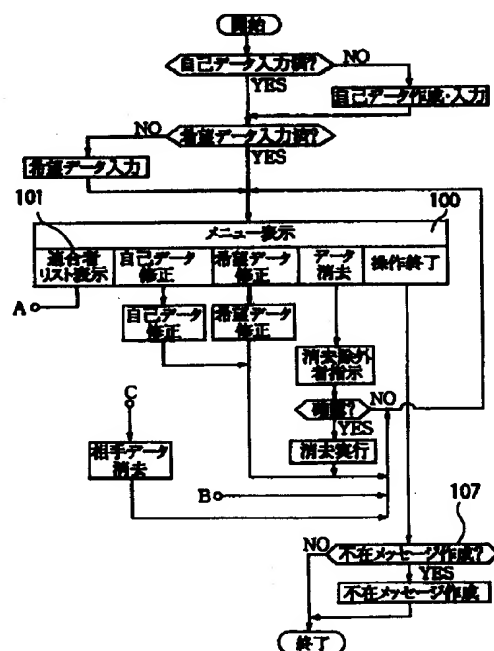 開始
自己データ入力済?
NO
YES
自己データ作成・入力
NO
希望データ入力済?
YES
希望データ入力
101
100
メニュー表示
適合者
リスト表示
自己データ
修正
希望データ
修正
データ
消去
操作終了
A
自己データ
修正
希望データ
修正
消去除外
者指示
C
確認?
NO
YES
相手データ
消去
消去実行
B
107
NO
不在メッセージ作成?
YES
不在メッセージ作成
終了